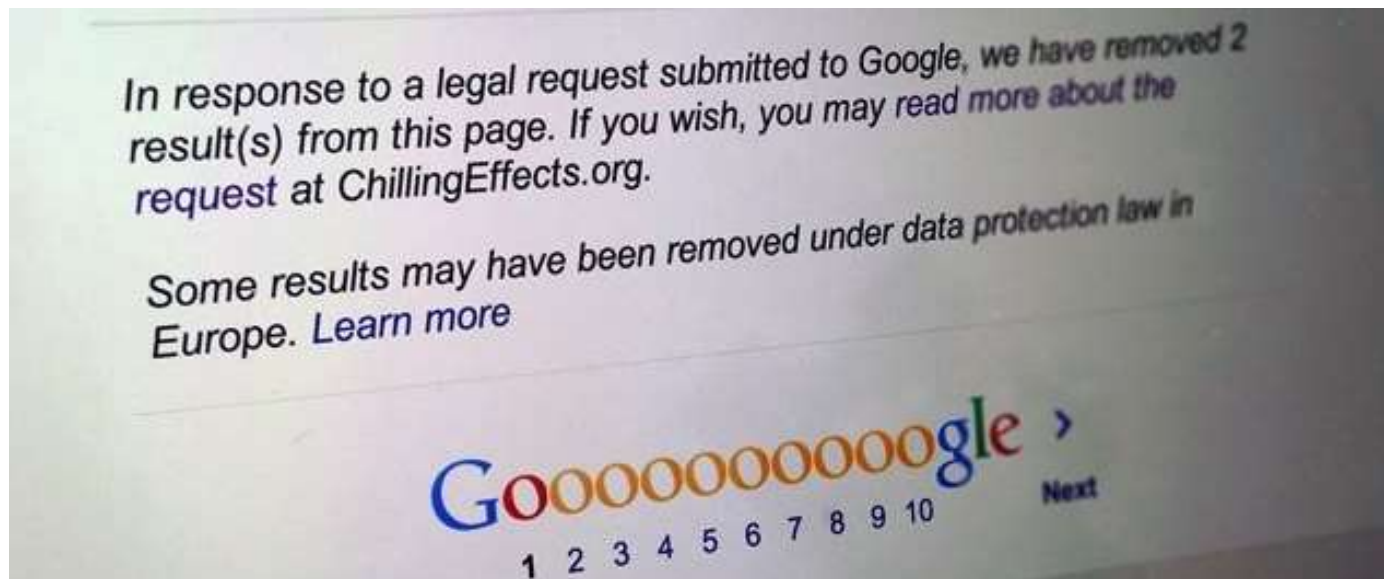 In response to a legal request submitted to Google, we have removed 2
result(s) from this page. If you wish, you may read more about the
request at ChillingEffects.org.
Some results may have been removed under data protection law in
Europe. Learn more
Goooooooooogle >
1 2 3 4 5 6 7 8 9 10 Next